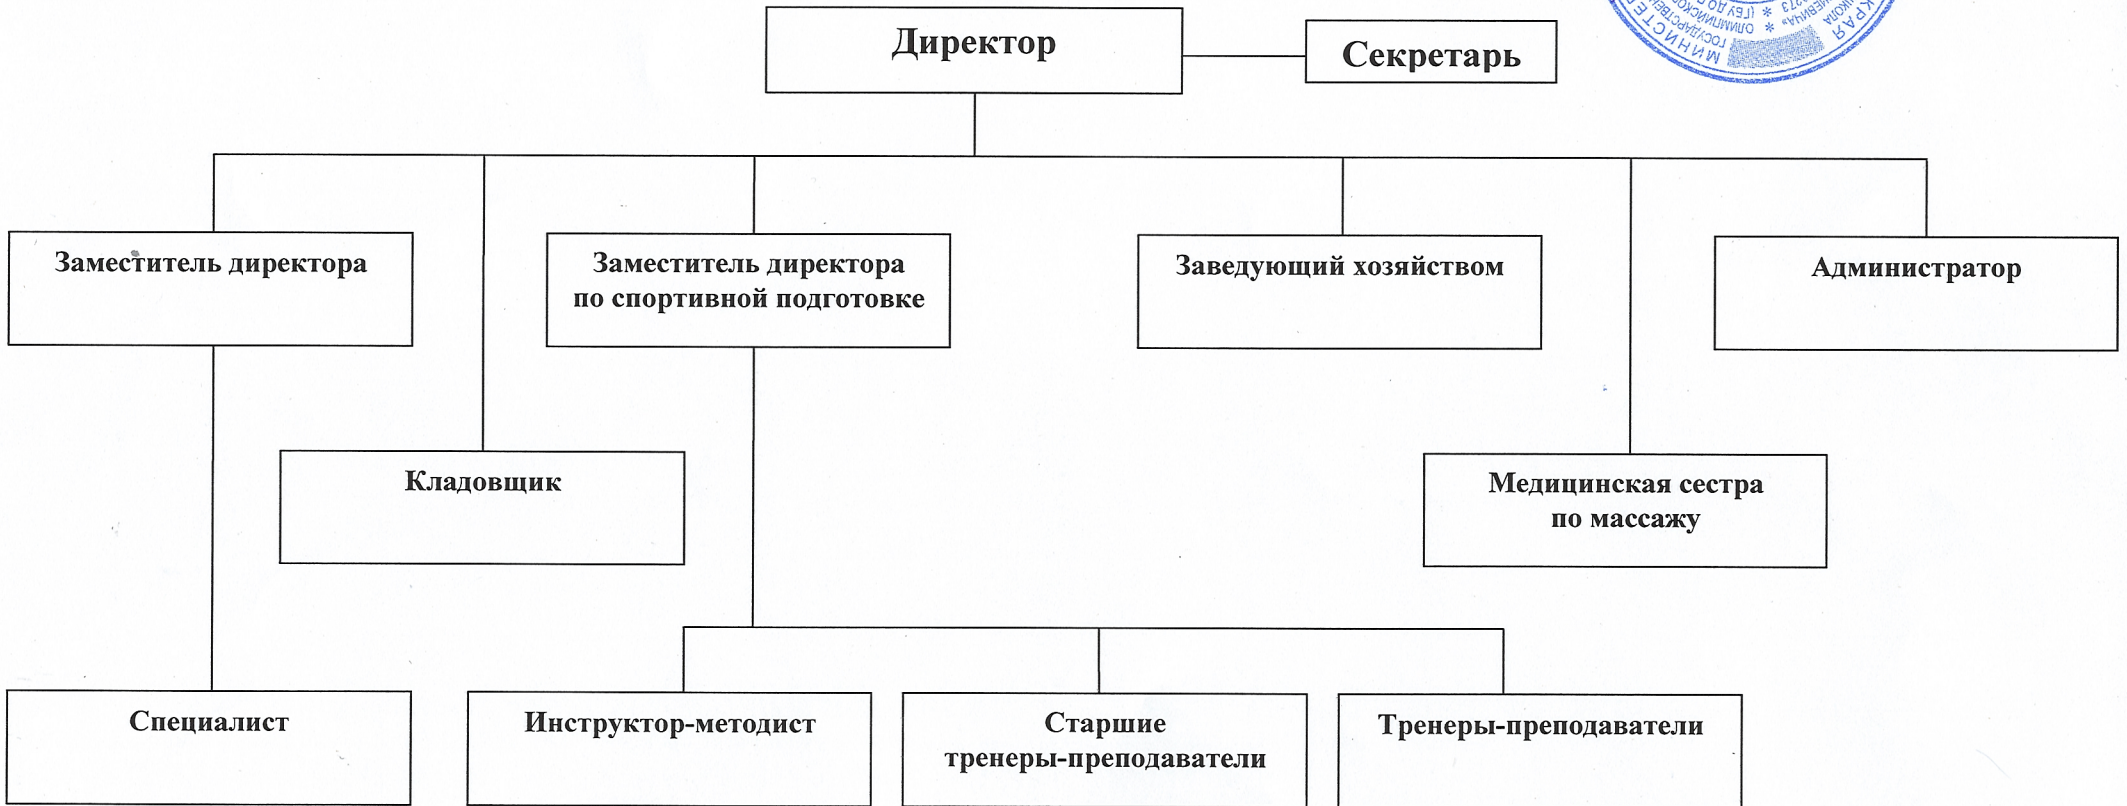 Директор
Секретарь
Заместитель директора
Заместитель директора
по спортивной подготовке
Заведующий хозяйством
Администратор
Кладовщик
Медицинская сестра
по массажу
Специалист
Инструктор-методист
Старшие
тренеры-преподаватели
Тренеры-преподаватели
КРАЯ